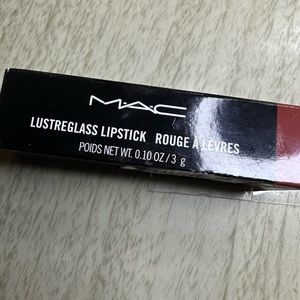 MAC
LUSTREGLASS LIPSTICK ROUGE À LÈVRES
POIDS NET WT. 0.10 OZ / 3 g